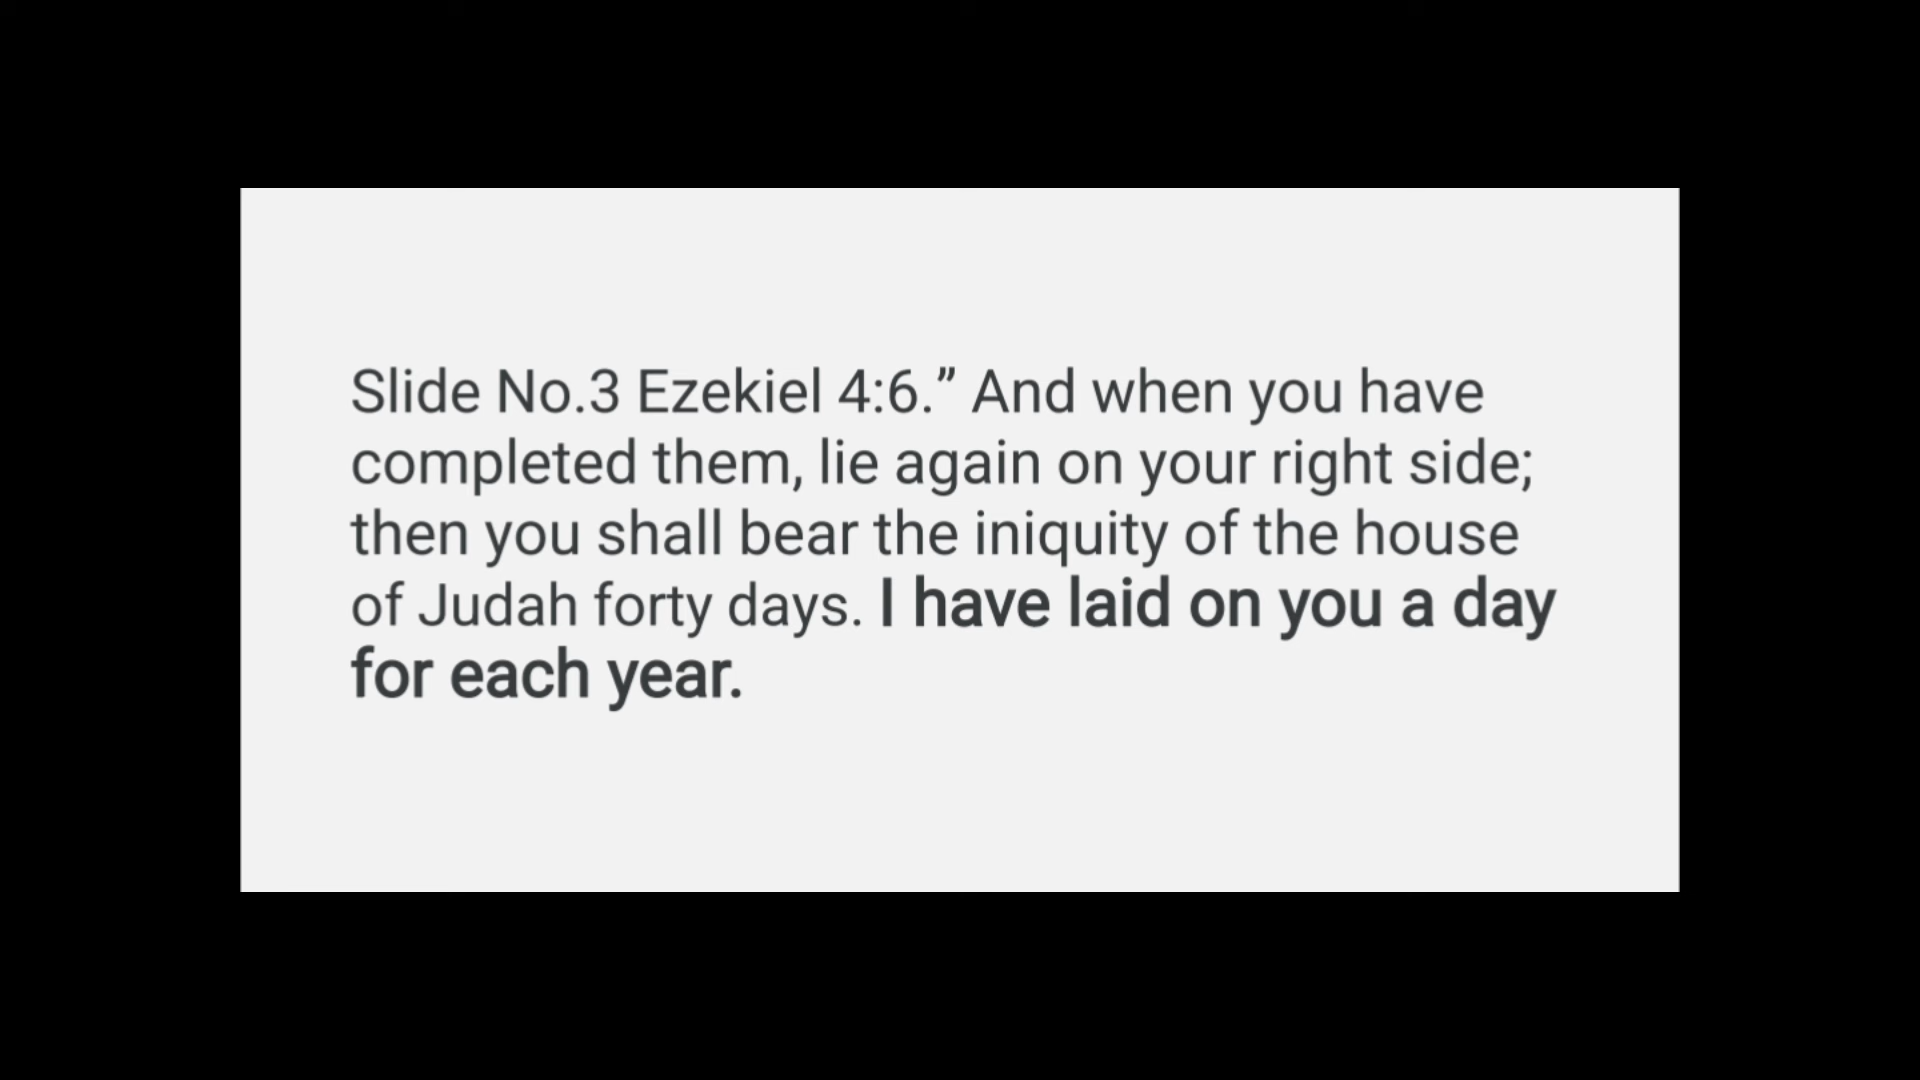 Slide No.3 Ezekiel 4:6.” And when you have
completed them, lie again on your right side;
then you shall bear the iniquity of the house
of Judah forty days. I have laid on you a day
for each year.